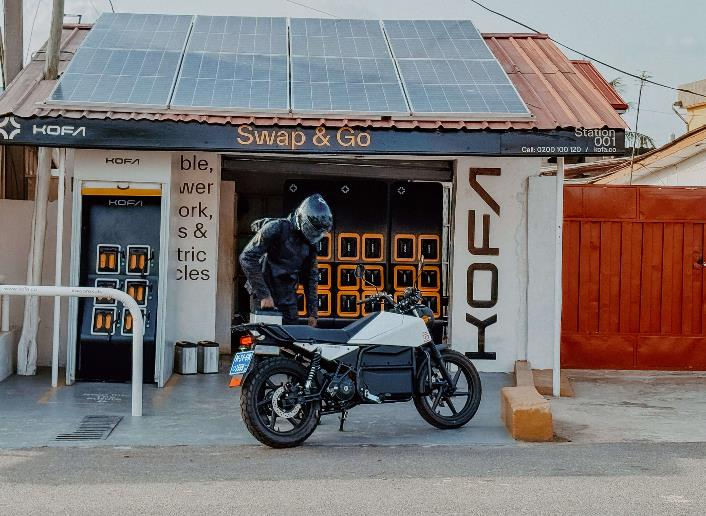 KOFA
Swap & Go
Station
001
Call: 0200 100 120 / kofa.co
KOFA
KOFA
ble,
wer
ork,
s &
tric
cles
KOFA